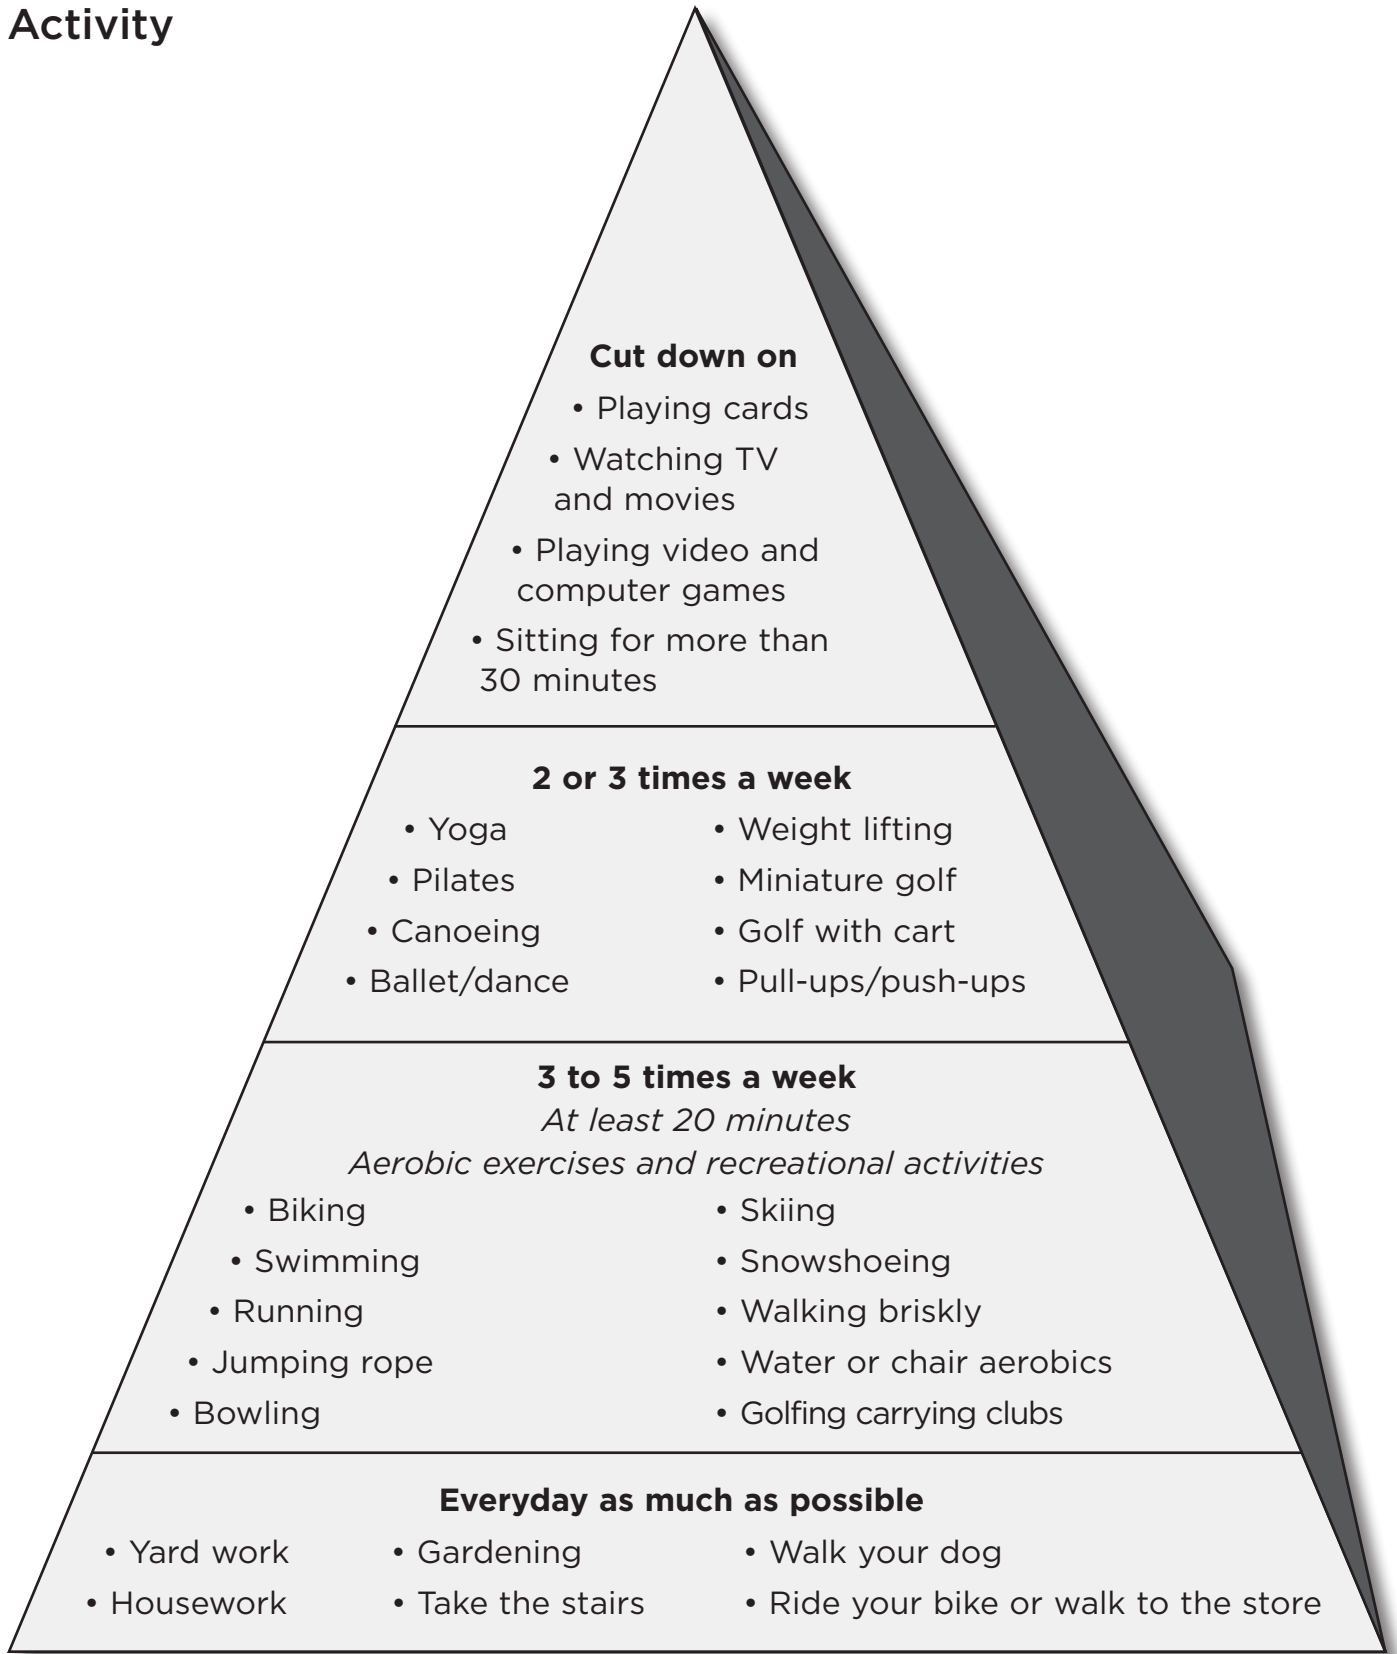 Activity
Cut down on
• Playing cards
• Watching TV
and movies
• Playing video and
computer games
• Sitting for more than
30 minutes
2 or 3 times a week
• Yoga
• Pilates
• Canoeing
• Ballet/dance
• Weight lifting
• Miniature golf
• Golf with cart
• Pull-ups/push-ups
3 to 5 times a week
At least 20 minutes
Aerobic exercises and recreational activities
• Biking
• Swimming
• Running
• Jumping rope
• Bowling
• Skiing
• Snowshoeing
• Walking briskly
• Water or chair aerobics
• Golfing carrying clubs
Everyday as much as possible
• Yard work
• Housework
• Gardening
• Take the stairs
• Walk your dog
• Ride your bike or walk to the store